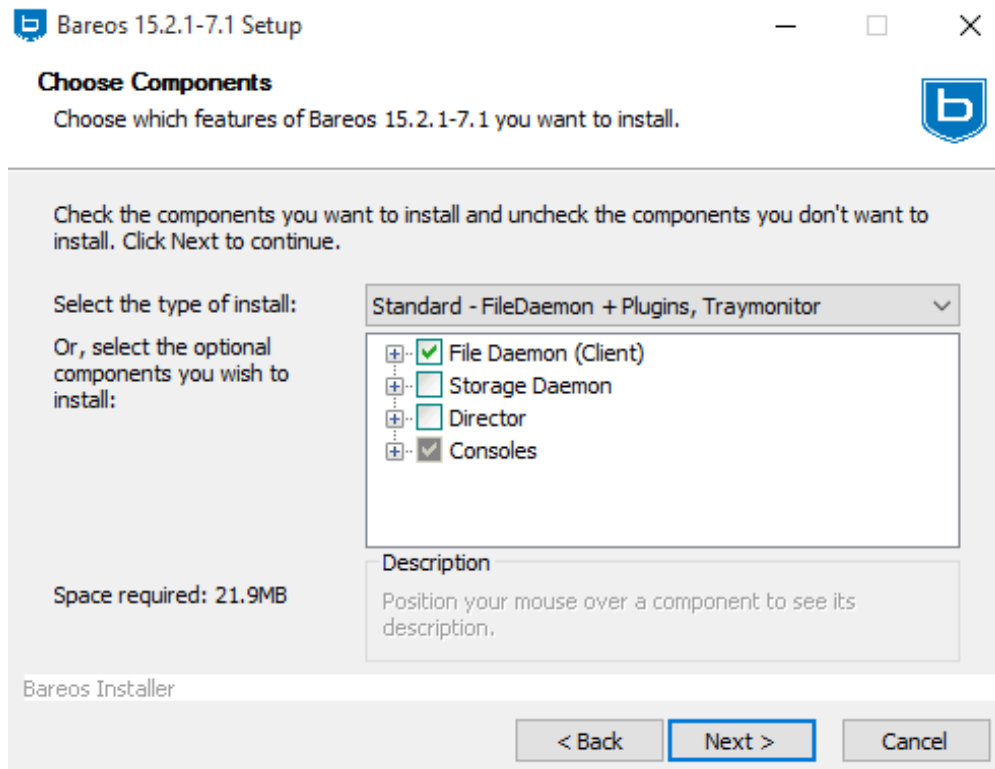 Bareos 15.2.1-7.1 Setup
Choose Components
Choose which features of Bareos 15.2.1-7.1 you want to install.
Check the components you want to install and uncheck the components you don't want to
install. Click Next to continue.
Select the type of install:
Standard - FileDaemon + Plugins, Traymonitor
Or, select the optional
components you wish to
install:
File Daemon (Client)
Storage Daemon
Director
Consoles
Space required: 21.9MB
Description
Position your mouse over a component to see its
description.
Bareos Installer
< Back
Next >
Cancel